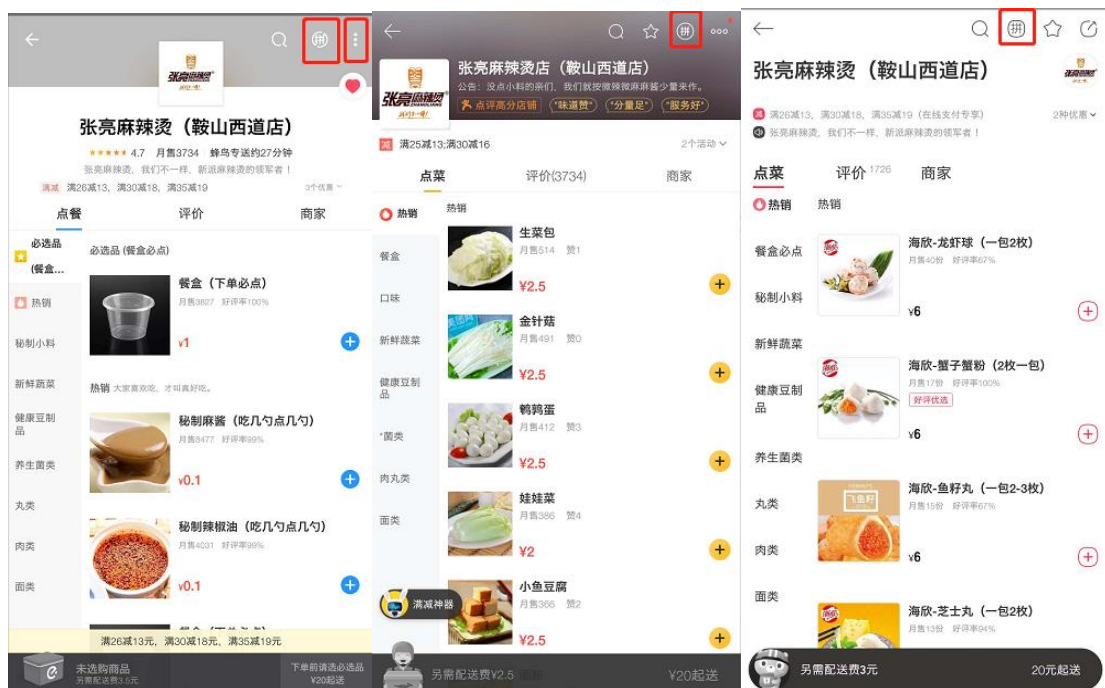 拼
张亮麻辣烫
张亮麻辣烫(鞍山西道店)
4.7 月售3734 蜂鸟专送约27分钟
张亮麻辣烫,我们不一样,新派麻辣烫的领军者!
满减 满26减13,满30减18,满35减19
3个优惠
点餐 评价 商家
必选品
(餐盒...
热销
秘制小料
新鲜蔬菜
健康豆制
品
养生菌类
丸类
肉类
面类
必选品 (餐盒必点)
餐盒(下单必点)
月售3827 好评率100%
¥1
热销 大家喜欢吃,才叫真好吃。
秘制麻酱(吃几勺点几勺)
月售8477 好评率99%
¥0.1
秘制辣椒油(吃几勺点几勺)
月售4031 好评率99%
¥0.1
满26减13元,满30减18元,满35减19元
未选购商品
另需配送费3.5元
下单前请选必选品
¥20起送
拼
张亮麻辣烫
张亮麻辣烫店(鞍山西道店)
公告:没点小料的亲们,我们就按微辣微麻麻酱少量来作。
点评高分店铺 "味道赞" "分量足" "服务好"
减 满25减13;满30减16
2个活动
点菜 评价(3734) 商家
热销
餐盒
口味
新鲜蔬菜
健康豆制
品
*菌类
肉丸类
面类
热销
生菜包
月售514 赞1
¥2.5
金针菇
月售491 赞0
¥2.5
鹌鹑蛋
月售412 赞3
¥2.5
娃娃菜
月售386 赞4
¥2
小鱼豆腐
月售366 赞2
¥2.5
满减神器
另需配送费¥2.5
¥20起送
拼
张亮麻辣烫(鞍山西道店)
张亮麻辣烫
减 满26减13、满30减18、满35减19(在线支付专享)
2种优惠
张亮麻辣烫,我们不一样,新派麻辣烫的领军者!
点菜 评价 1726 商家
热销
餐盒必点
秘制小料
新鲜蔬菜
健康豆制
品
养生菌类
丸类
肉类
面类
热销
海欣-龙虾球(一包2枚)
月售40份 好评率67%
¥6
海欣-蟹子蟹粉(2枚一包)
月售17份 好评率100%
好评优选
¥6
飞鱼籽
海欣-鱼籽丸(一包2-3枚)
月售15份 好评率67%
¥6
海欣-芝士丸(一包2枚)
月售13份 好评率94%
另需配送费3元
20元起送